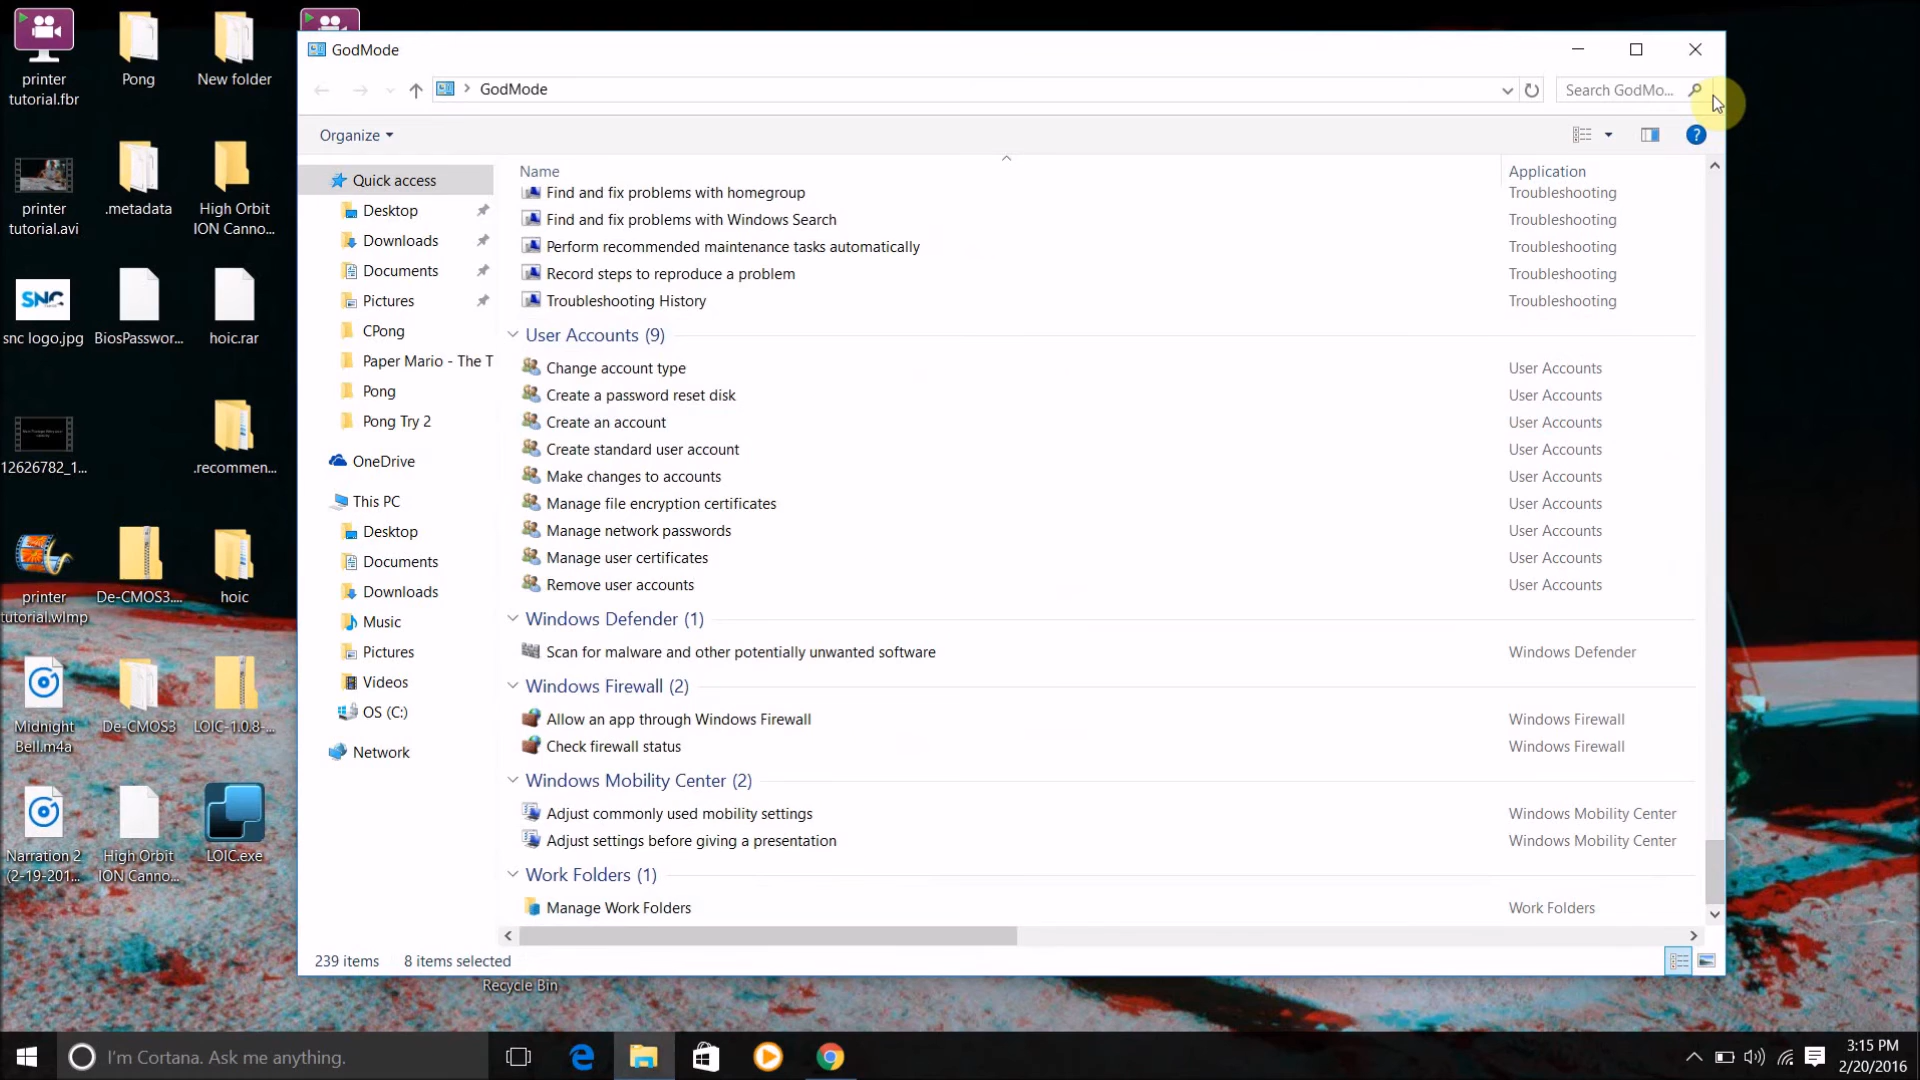 printer
tutorial.fbr
Pong
New folder
printer
tutorial.avi
.metadata
High Orbit
ION Canno...
SNC
snc logo.jpg
BiosPasswor...
hoic.rar
12626782_1...
.recommen...
printer
tutorial.wlmp
De-CMOS3....
hoic
Midnight
Bell.m4a
De-CMOS3
LOIC-1.0.8-...
Narration 2
(2-19-201...
High Orbit
ION Canno...
LOIC.exe
GodMode
GodMode
Search GodMo...
Organize
Quick access
Desktop
Downloads
Documents
Pictures
CPong
Paper Mario - The T
Pong
Pong Try 2
OneDrive
This PC
Desktop
Documents
Downloads
Music
Pictures
Videos
OS (C:)
Network
Name Application
Find and fix problems with homegroup Troubleshooting
Find and fix problems with Windows Search Troubleshooting
Perform recommended maintenance tasks automatically Troubleshooting
Record steps to reproduce a problem Troubleshooting
Troubleshooting History Troubleshooting
User Accounts (9)
Change account type User Accounts
Create a password reset disk User Accounts
Create an account User Accounts
Create standard user account User Accounts
Make changes to accounts User Accounts
Manage file encryption certificates User Accounts
Manage network passwords User Accounts
Manage user certificates User Accounts
Remove user accounts User Accounts
Windows Defender (1)
Scan for malware and other potentially unwanted software Windows Defender
Windows Firewall (2)
Allow an app through Windows Firewall Windows Firewall
Check firewall status Windows Firewall
Windows Mobility Center (2)
Adjust commonly used mobility settings Windows Mobility Center
Adjust settings before giving a presentation Windows Mobility Center
Work Folders (1)
Manage Work Folders Work Folders
239 items 8 items selected
Recycle Bin
I'm Cortana. Ask me anything.
3:15 PM
2/20/2016